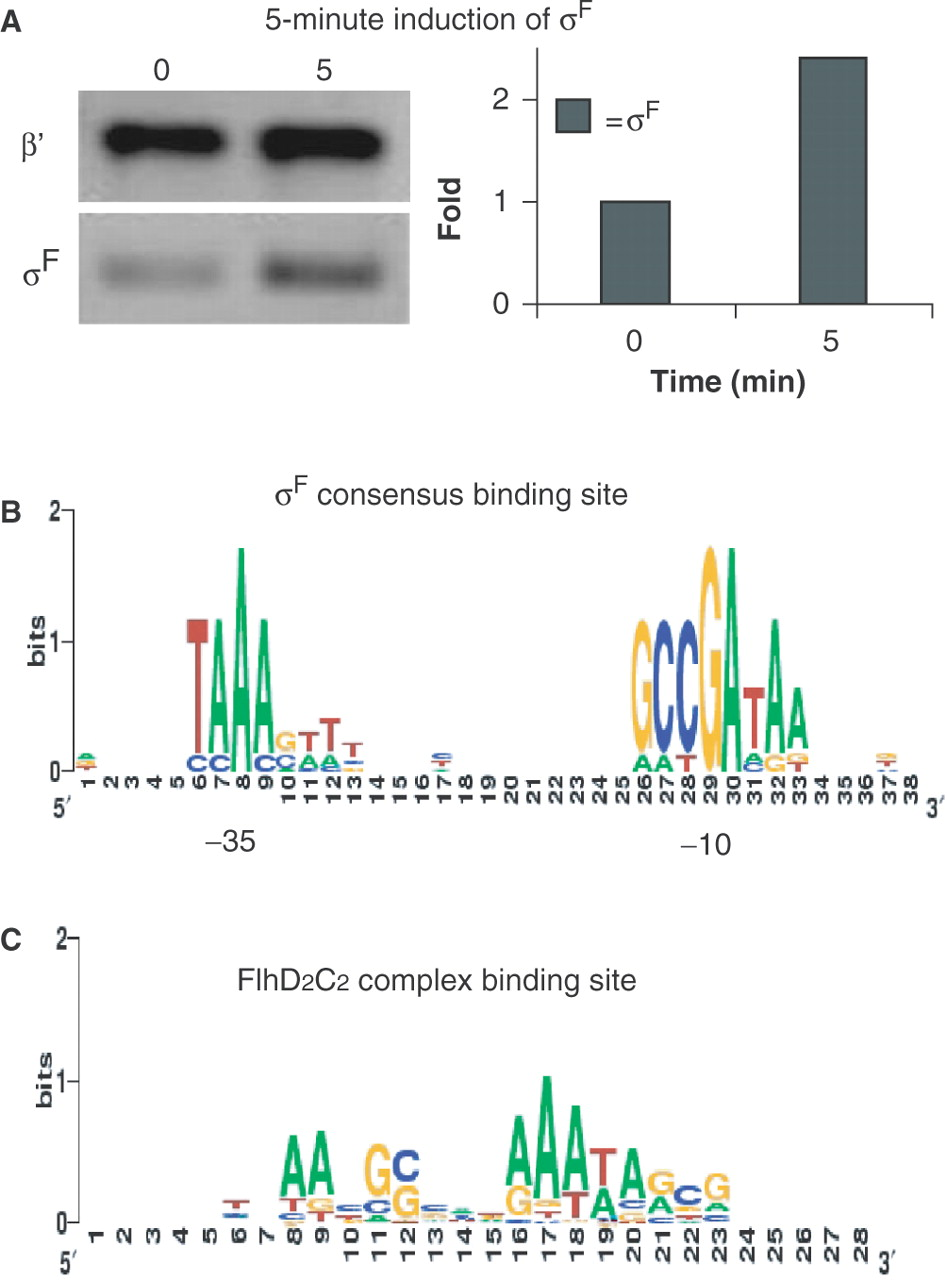 A
5-minute induction of σF
0 5
β’
σF
2
1
0
Fold
=σF
0 5
Time (min)
B
σF consensus binding site
2
1
0
bits
TAAAGTT GCCGATAA
5′ 1 2 3 4 5 6 7 8 9 10 11 12 13 14 15 16 17 18 19 20 21 22 23 24 25 26 27 28 29 30 31 32 33 34 35 36 37 38 3′
–35 –10
C
FlhD2C2 complex binding site
2
1
0
bits
AA GC AAATAGCG
5′ 1 2 3 4 5 6 7 8 9 10 11 12 13 14 15 16 17 18 19 20 21 22 23 24 25 26 27 28 3′